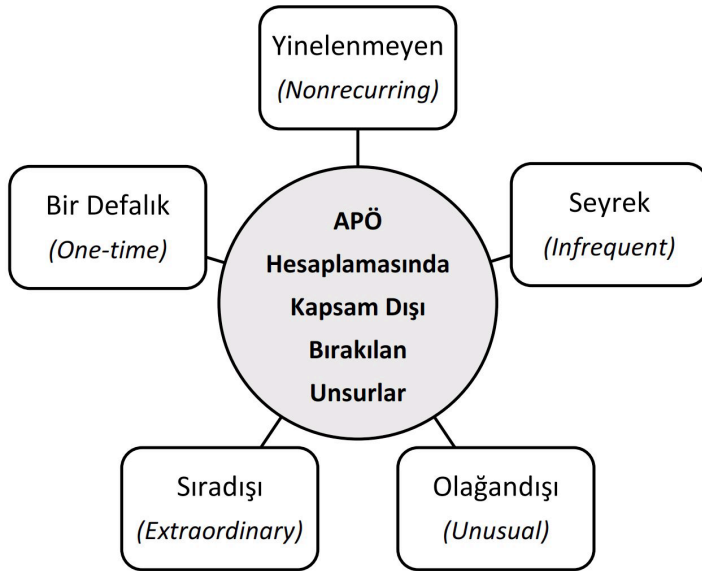 Yinelenmeyen
(Nonrecurring)
Bir Defalık
(One-time)
Seyrek
(Infrequent)
APÖ
Hesaplamasında
Kapsam Dışı
Bırakılan
Unsurlar
Sıradışı
(Extraordinary)
Olağandışı
(Unusual)